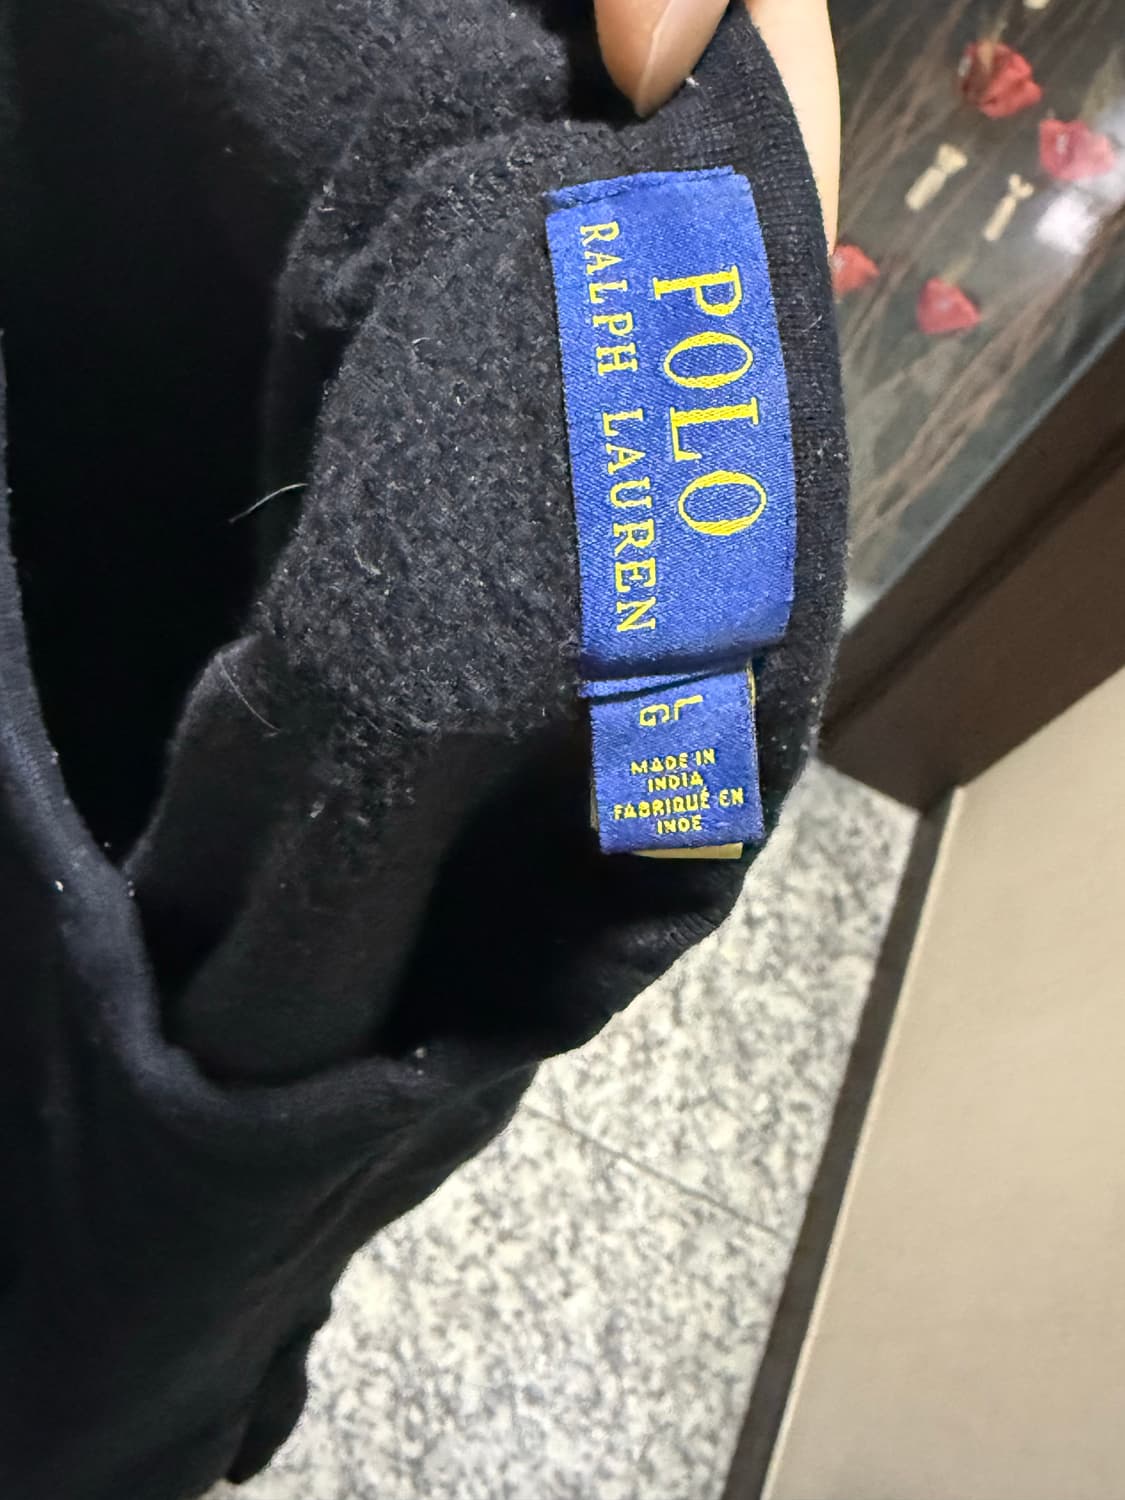 POLO
RALPH LAUREN
L
G
MADE IN
INDIA
FABRIQUÉ EN
INDE